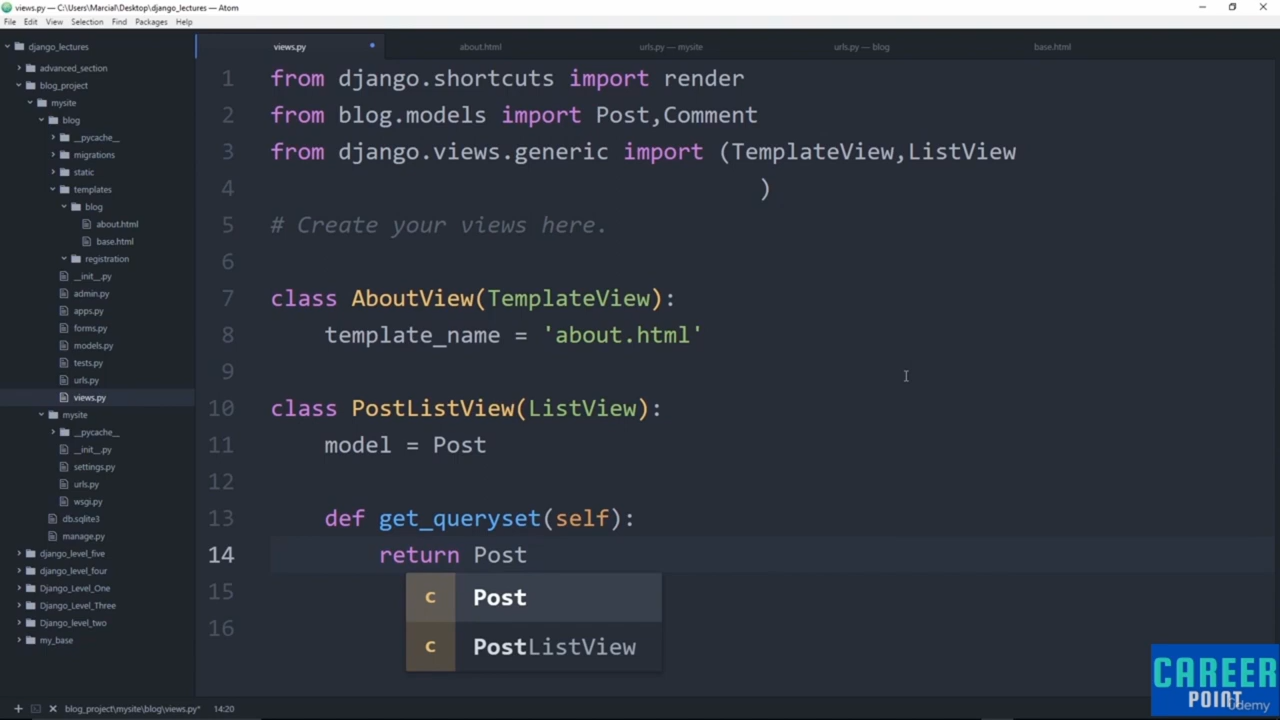 views.py — C:\Users\Marcial\Desktop\django_lectures — Atom
File Edit View Selection Find Packages Help
django_lectures
advanced_section
blog_project
mysite
blog
__pycache__
migrations
static
templates
blog
about.html
base.html
registration
__init__.py
admin.py
apps.py
forms.py
models.py
tests.py
urls.py
views.py
mysite
__pycache__
__init__.py
settings.py
urls.py
wsgi.py
db.sqlite3
manage.py
django_level_five
django_level_four
Django_Level_One
Django_Level_Three
Django_level_two
my_base
views.py about.html urls.py — mysite urls.py — blog base.html
1 from django.shortcuts import render
2 from blog.models import Post,Comment
3 from django.views.generic import (TemplateView,ListView
4 )
5 # Create your views here.
6
7 class AboutView(TemplateView):
8 template_name = 'about.html'
9
10 class PostListView(ListView):
11 model = Post
12
13 def get_queryset(self):
14 return Post
15 c Post
16 c PostListView
CAREER
POINT
Udemy
blog_project\mysite\blog\views.py* 14:20